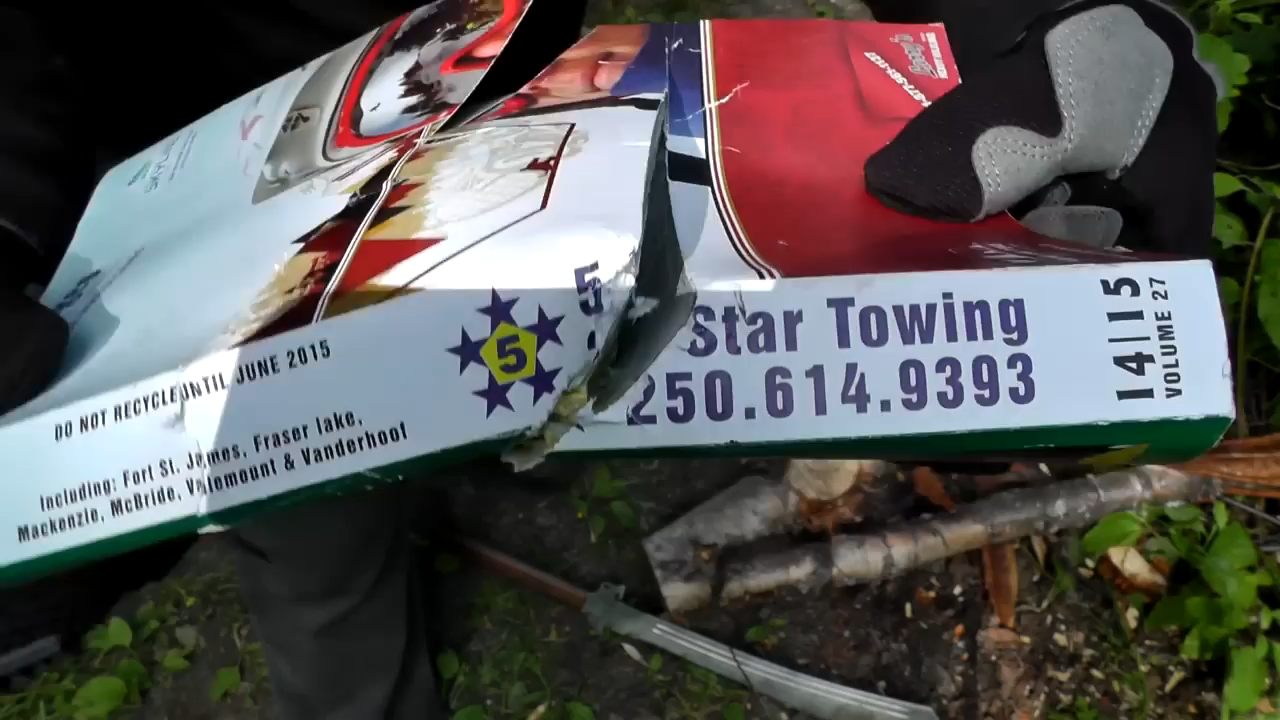 DO NOT RECYCLE UNTIL JUNE 2015
Including: Fort St. James, Fraser lake,
Mackenzie, McBride, Valemount & Vanderhoof
5
5 Star Towing
250.614.9393
14|15
VOLUME 27